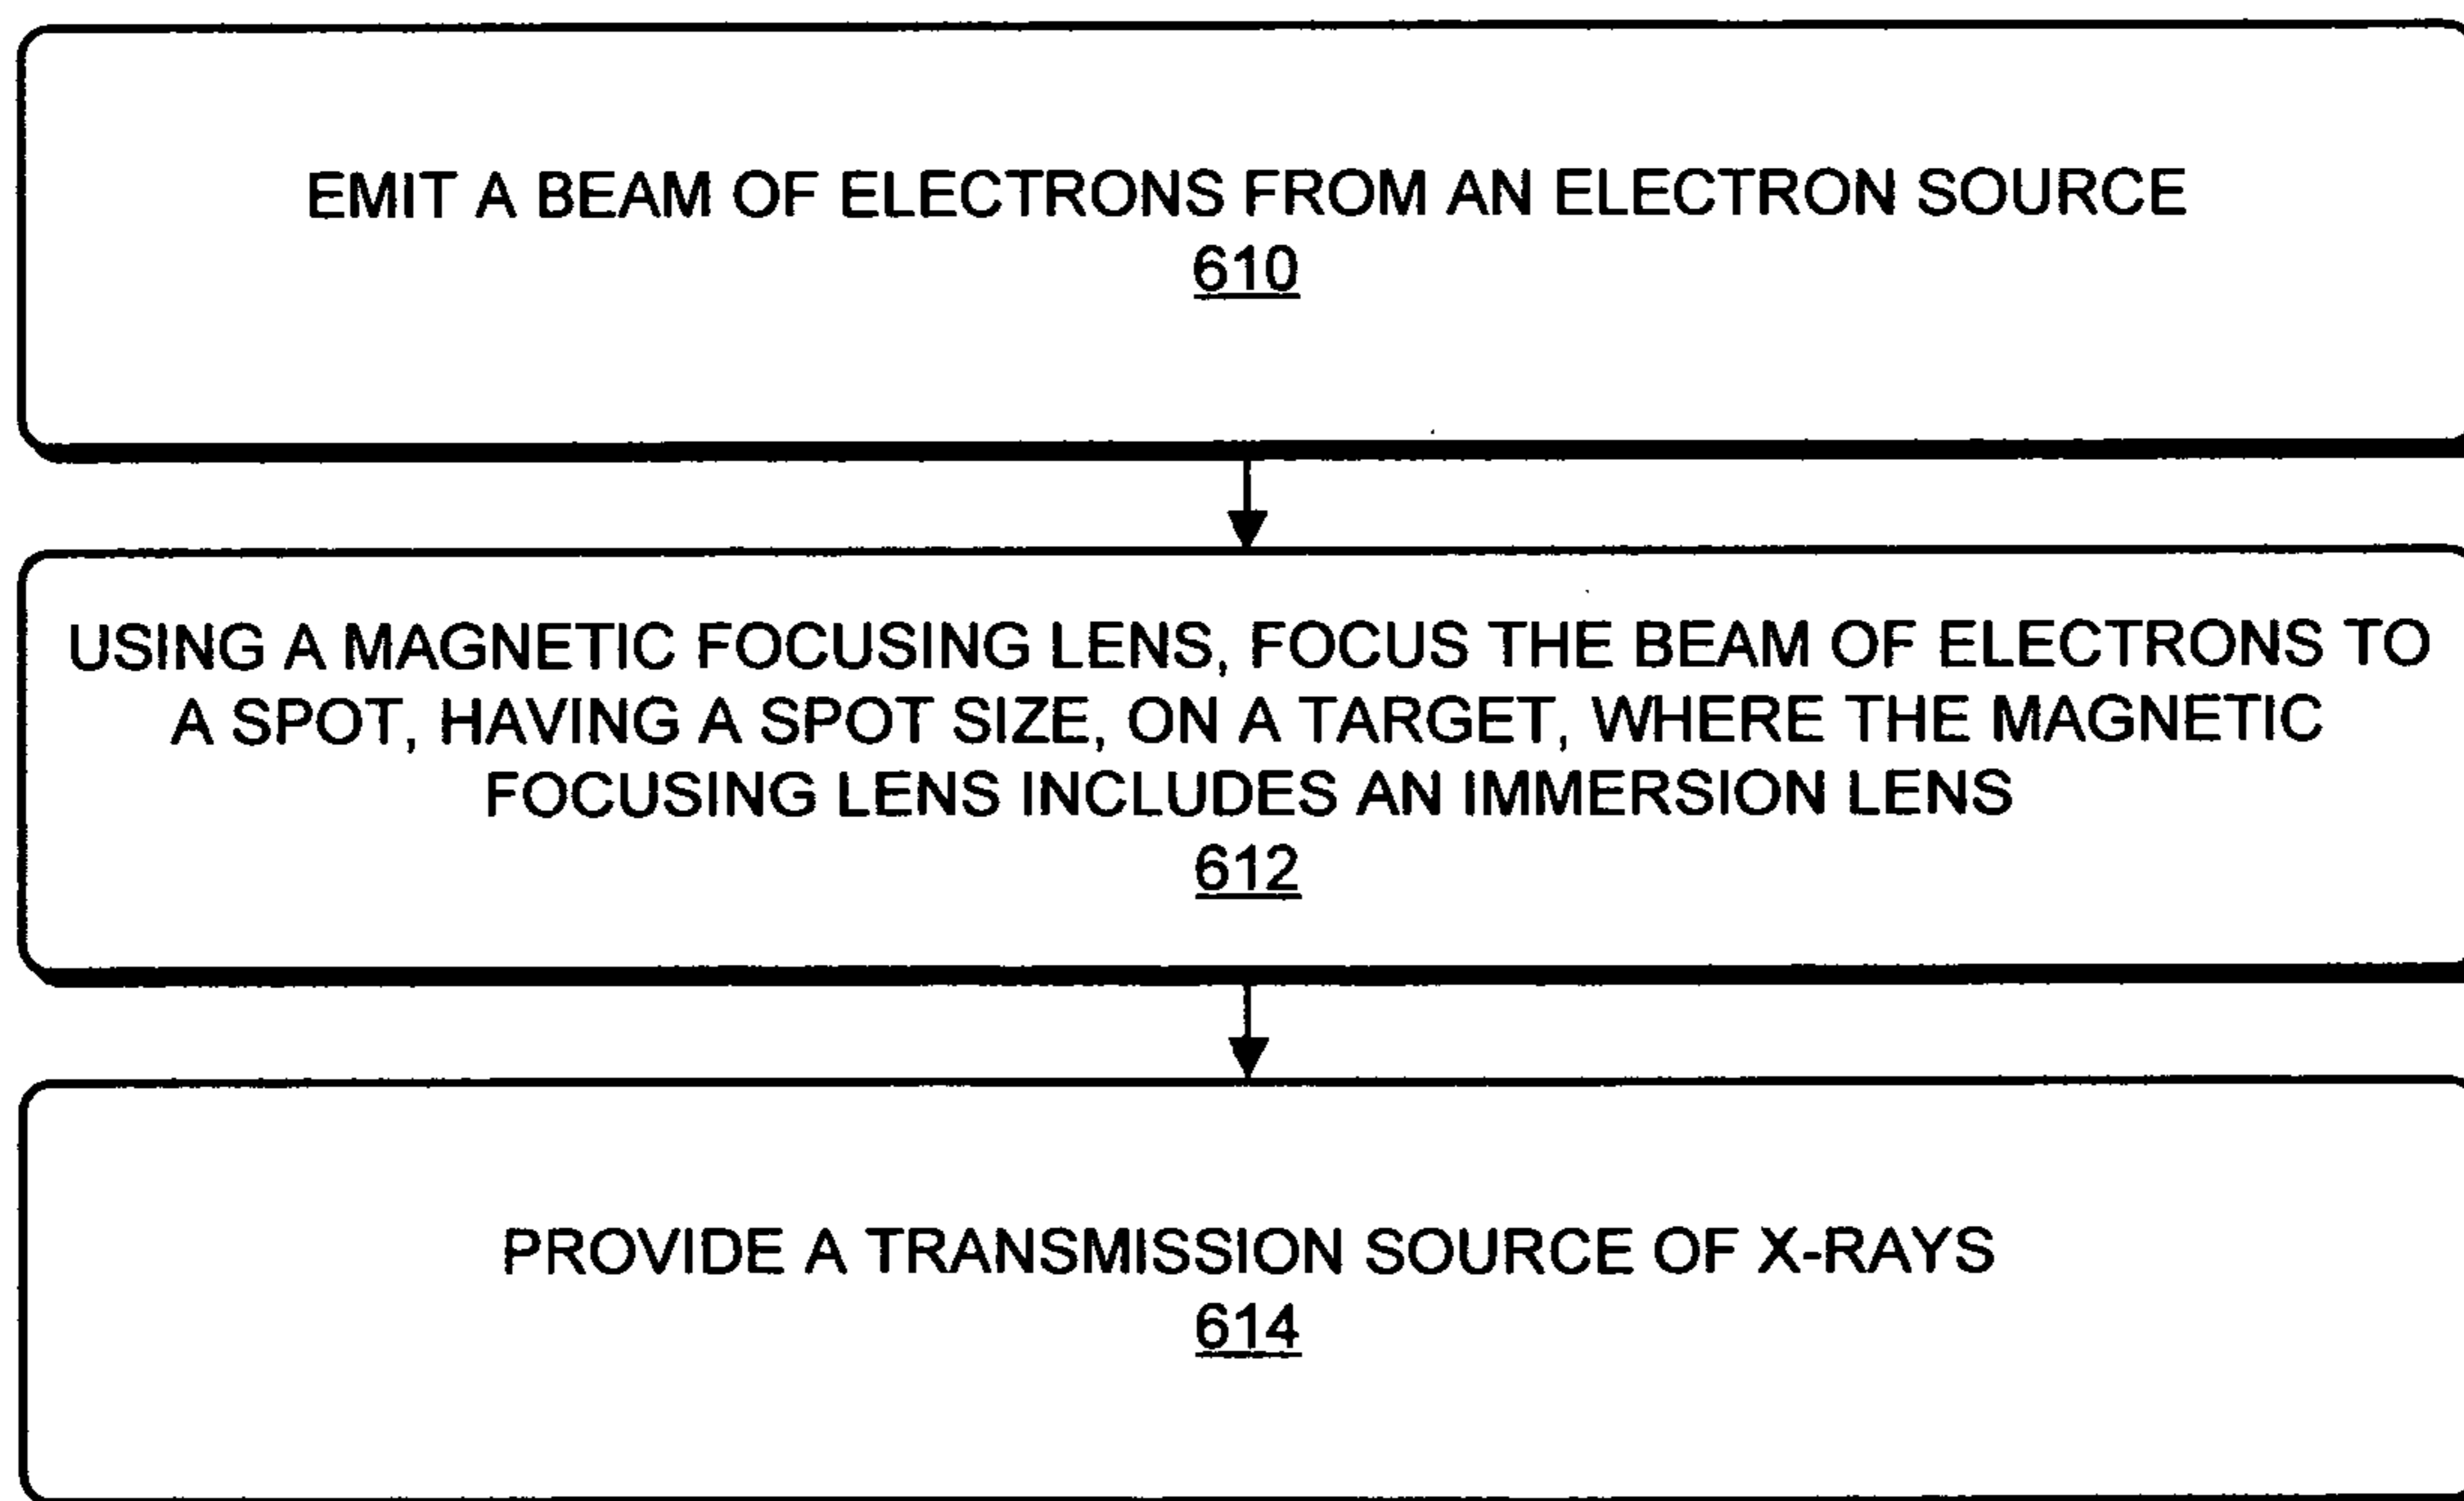 EMIT A BEAM OF ELECTRONS FROM AN ELECTRON SOURCE
610
USING A MAGNETIC FOCUSING LENS, FOCUS THE BEAM OF ELECTRONS TO
A SPOT, HAVING A SPOT SIZE, ON A TARGET, WHERE THE MAGNETIC
FOCUSING LENS INCLUDES AN IMMERSION LENS
612
PROVIDE A TRANSMISSION SOURCE OF X-RAYS
614